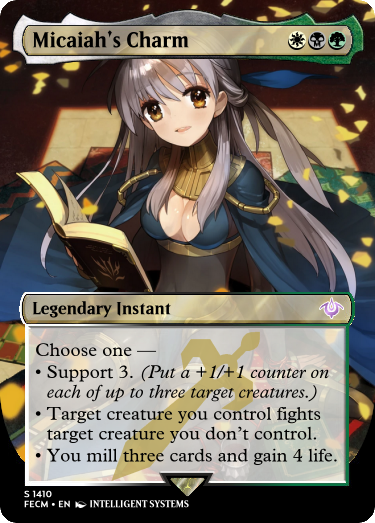 Micaiah's Charm
Legendary Instant
Choose one —
• Support 3. (Put a +1/+1 counter on
each of up to three target creatures.)
• Target creature you control fights
target creature you don't control.
• You mill three cards and gain 4 life.
S 1410
FECM • EN INTELLIGENT SYSTEMS